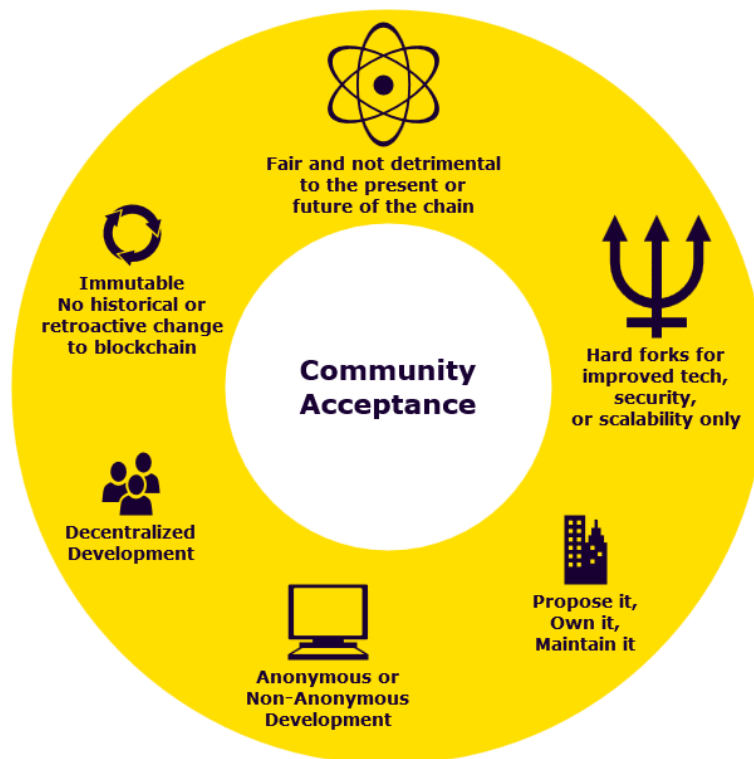 Fair and not detrimental
to the present or
future of the chain
Immutable
No historical or
retroactive change
to blockchain
Hard forks for
improved tech,
security,
or scalability only
Community
Acceptance
Decentralized
Development
Propose it,
Own it,
Maintain it
Anonymous or
Non-Anonymous
Development